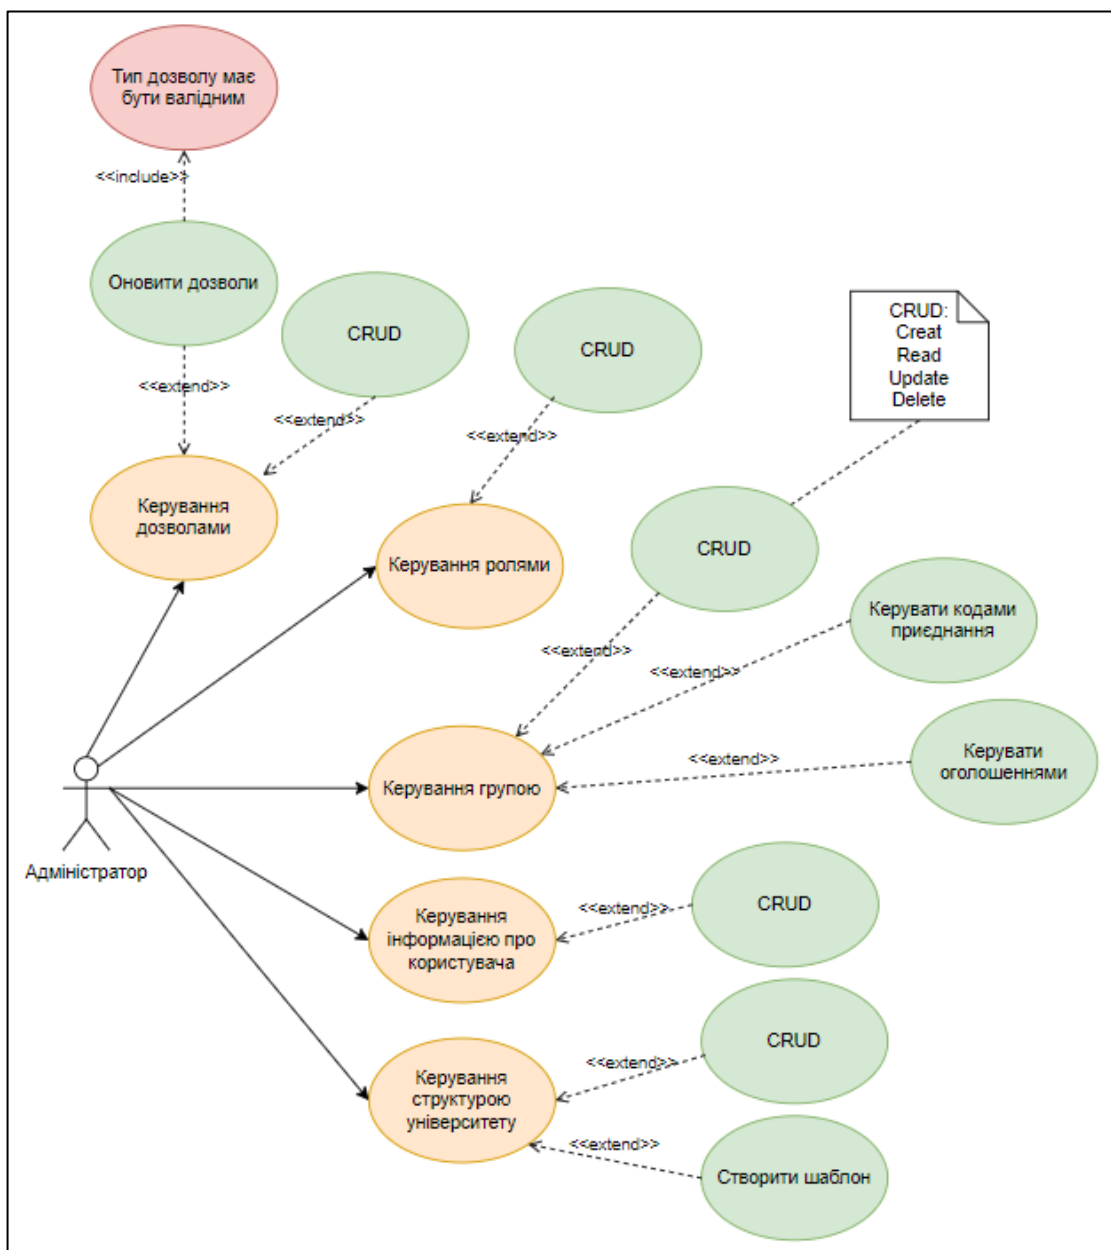 Тип дозволу має
бути валідним
<<include>>
Оновити дозволи
<<extend>>
CRUD
<<extend>>
CRUD
<<extend>>
CRUD:
Creat
Read
Update
Delete
Керування
дозволами
Керування ролями
CRUD
<<extend>>
Керувати кодами
приєднання
<<extend>>
Керувати
оголошеннями
<<extend>>
Керування групою
Адміністратор
Керування
інформацією про
користувача
<<extend>>
CRUD
Керування
структурою
університету
<<extend>>
CRUD
<<extend>>
Створити шаблон